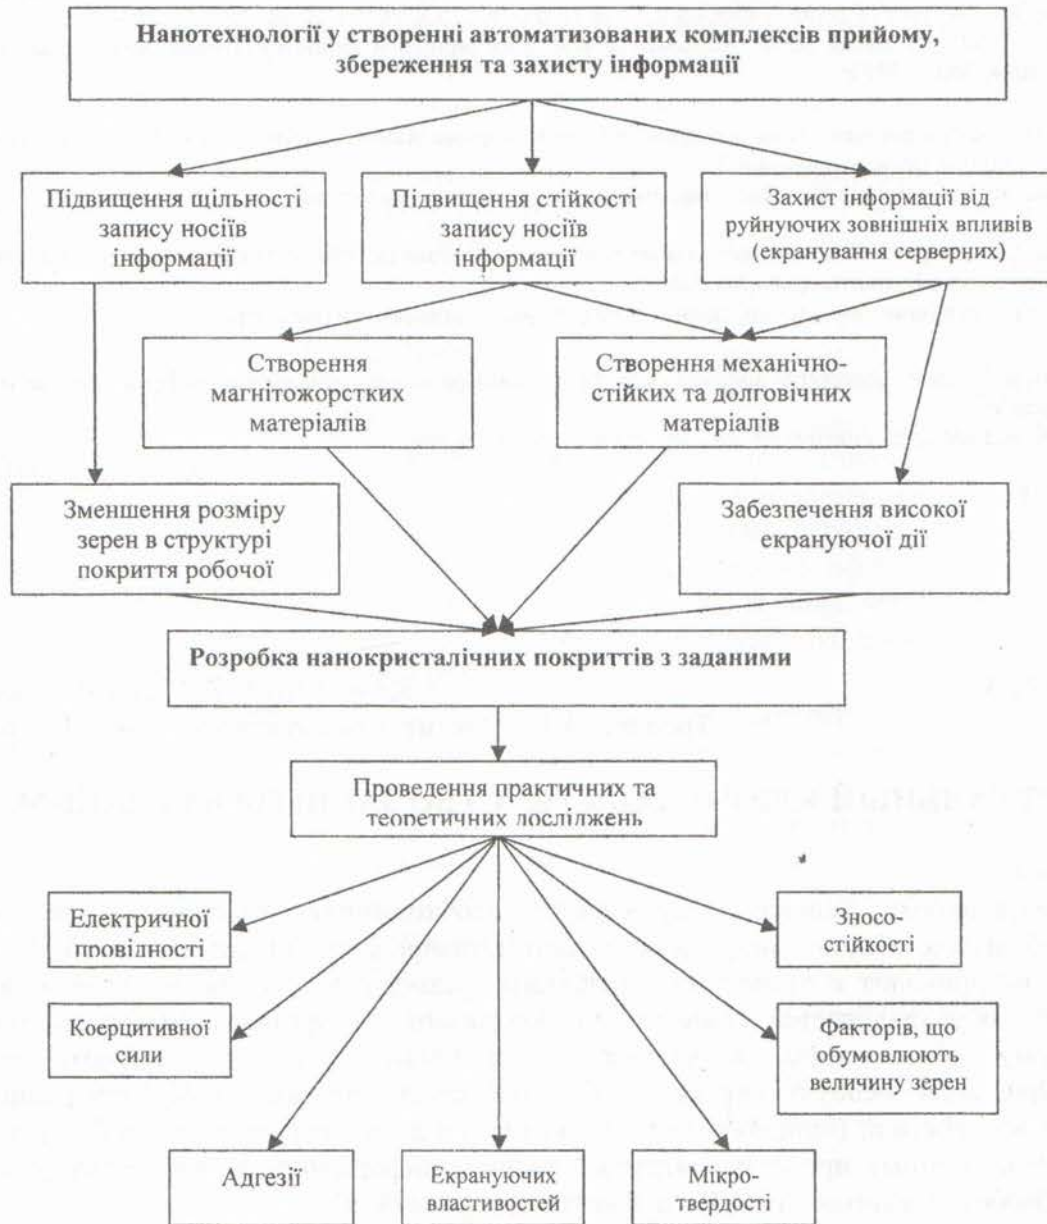 Нанотехнології у створенні автоматизованих комплексів прийому,
збереження та захисту інформації
Підвищення щільності
запису носіїв
інформації
Підвищення стійкості
запису носіїв
інформації
Захист інформації від
руйнуючих зовнішніх впливів
(екранування серверних)
Створення
магнітожорстких
матеріалів
Створення механічно-
стійких та долговічних
матеріалів
Зменшення розміру
зерен в структурі
покриття робочої
Забезпечення високої
екрануючої дії
Розробка нанокристалічних покриттів з заданими
Проведення практичних та
теоретичних досліджень
Електричної
провідності
Зносо-
стійкості
Коерцитивної
сили
Факторів, що
обумовлюють
величину зерен
Адгезії
Екрануючих
властивостей
Мікро-
твердості